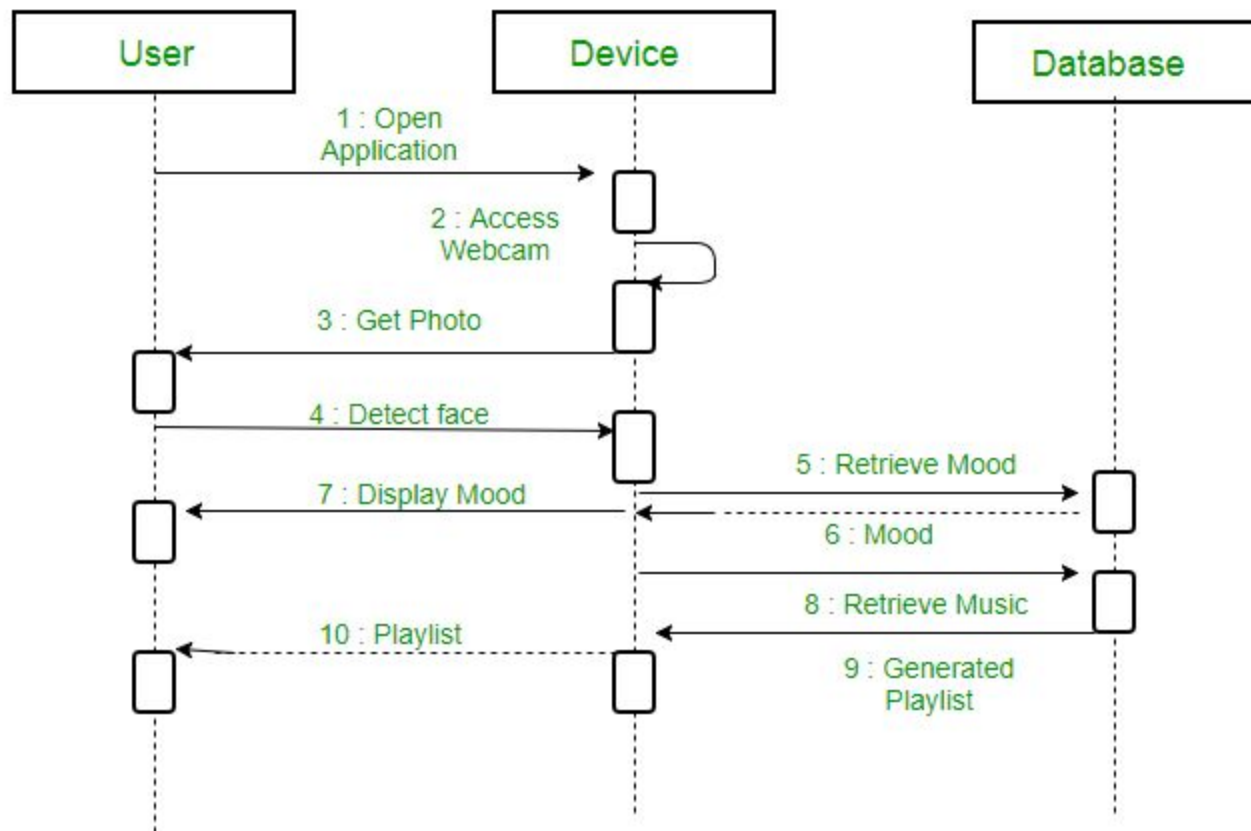 User
Device
Database
1 : Open
Application
2 : Access
Webcam
3 : Get Photo
4 : Detect face
5 : Retrieve Mood
7 : Display Mood
6 : Mood
8 : Retrieve Music
10 : Playlist
9 : Generated
Playlist